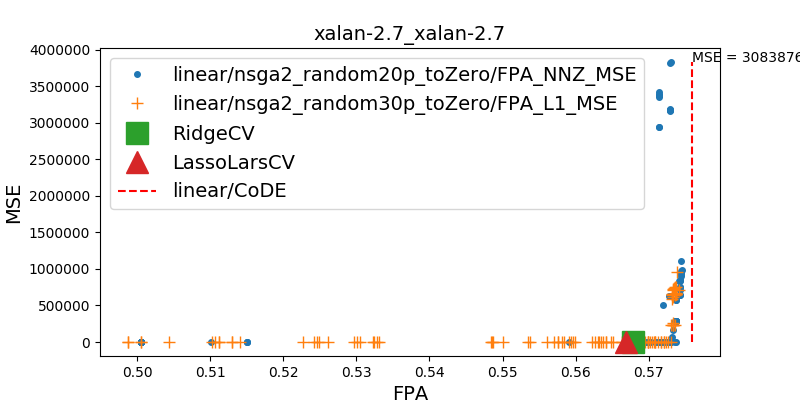 xalan-2.7_xalan-2.7
4000000
3500000
3000000
2500000
2000000
1500000
1000000
500000
0
MSE
linear/nsga2_random20p_toZero/FPA_NNZ_MSE
linear/nsga2_random30p_toZero/FPA_L1_MSE
RidgeCV
LassoLarsCV
linear/CoDE
MSE = 3083876
0.50 0.51 0.52 0.53 0.54 0.55 0.56 0.57
FPA